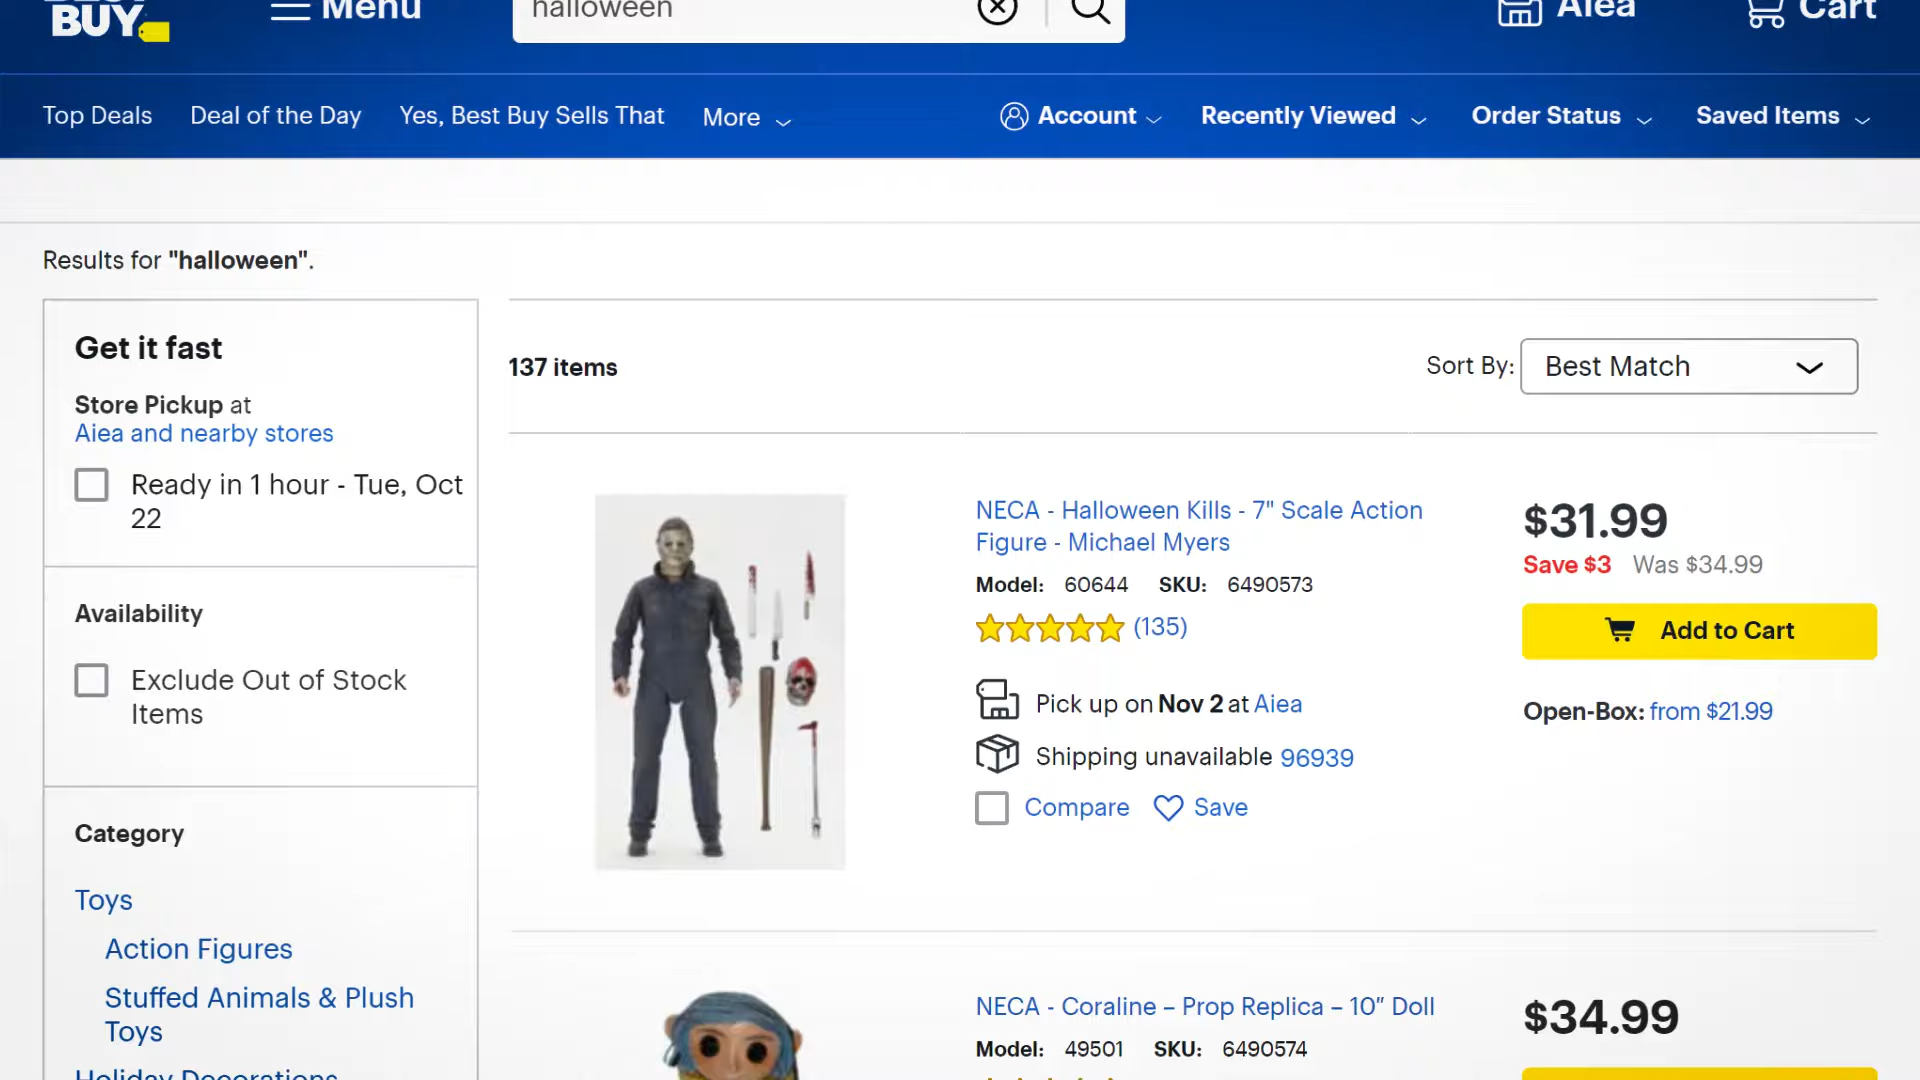 BEST
BUY
Menu
halloween
Aiea
Cart
Top Deals
Deal of the Day
Yes, Best Buy Sells That
More
Account
Recently Viewed
Order Status
Saved Items
Results for "halloween".
Get it fast
Store Pickup at
Aiea and nearby stores
Ready in 1 hour - Tue, Oct
22
Availability
Exclude Out of Stock
Items
Category
Toys
Action Figures
Stuffed Animals & Plush
Toys
Holiday Decorations
137 items
Sort By:
Best Match
NECA - Halloween Kills - 7" Scale Action
Figure - Michael Myers
Model: 60644 SKU: 6490573
(135)
Pick up on Nov 2 at Aiea
Shipping unavailable 96939
Compare
Save
$31.99
Save $3 Was $34.99
Add to Cart
Open-Box: from $21.99
NECA - Coraline – Prop Replica – 10" Doll
Model: 49501 SKU: 6490574
$34.99